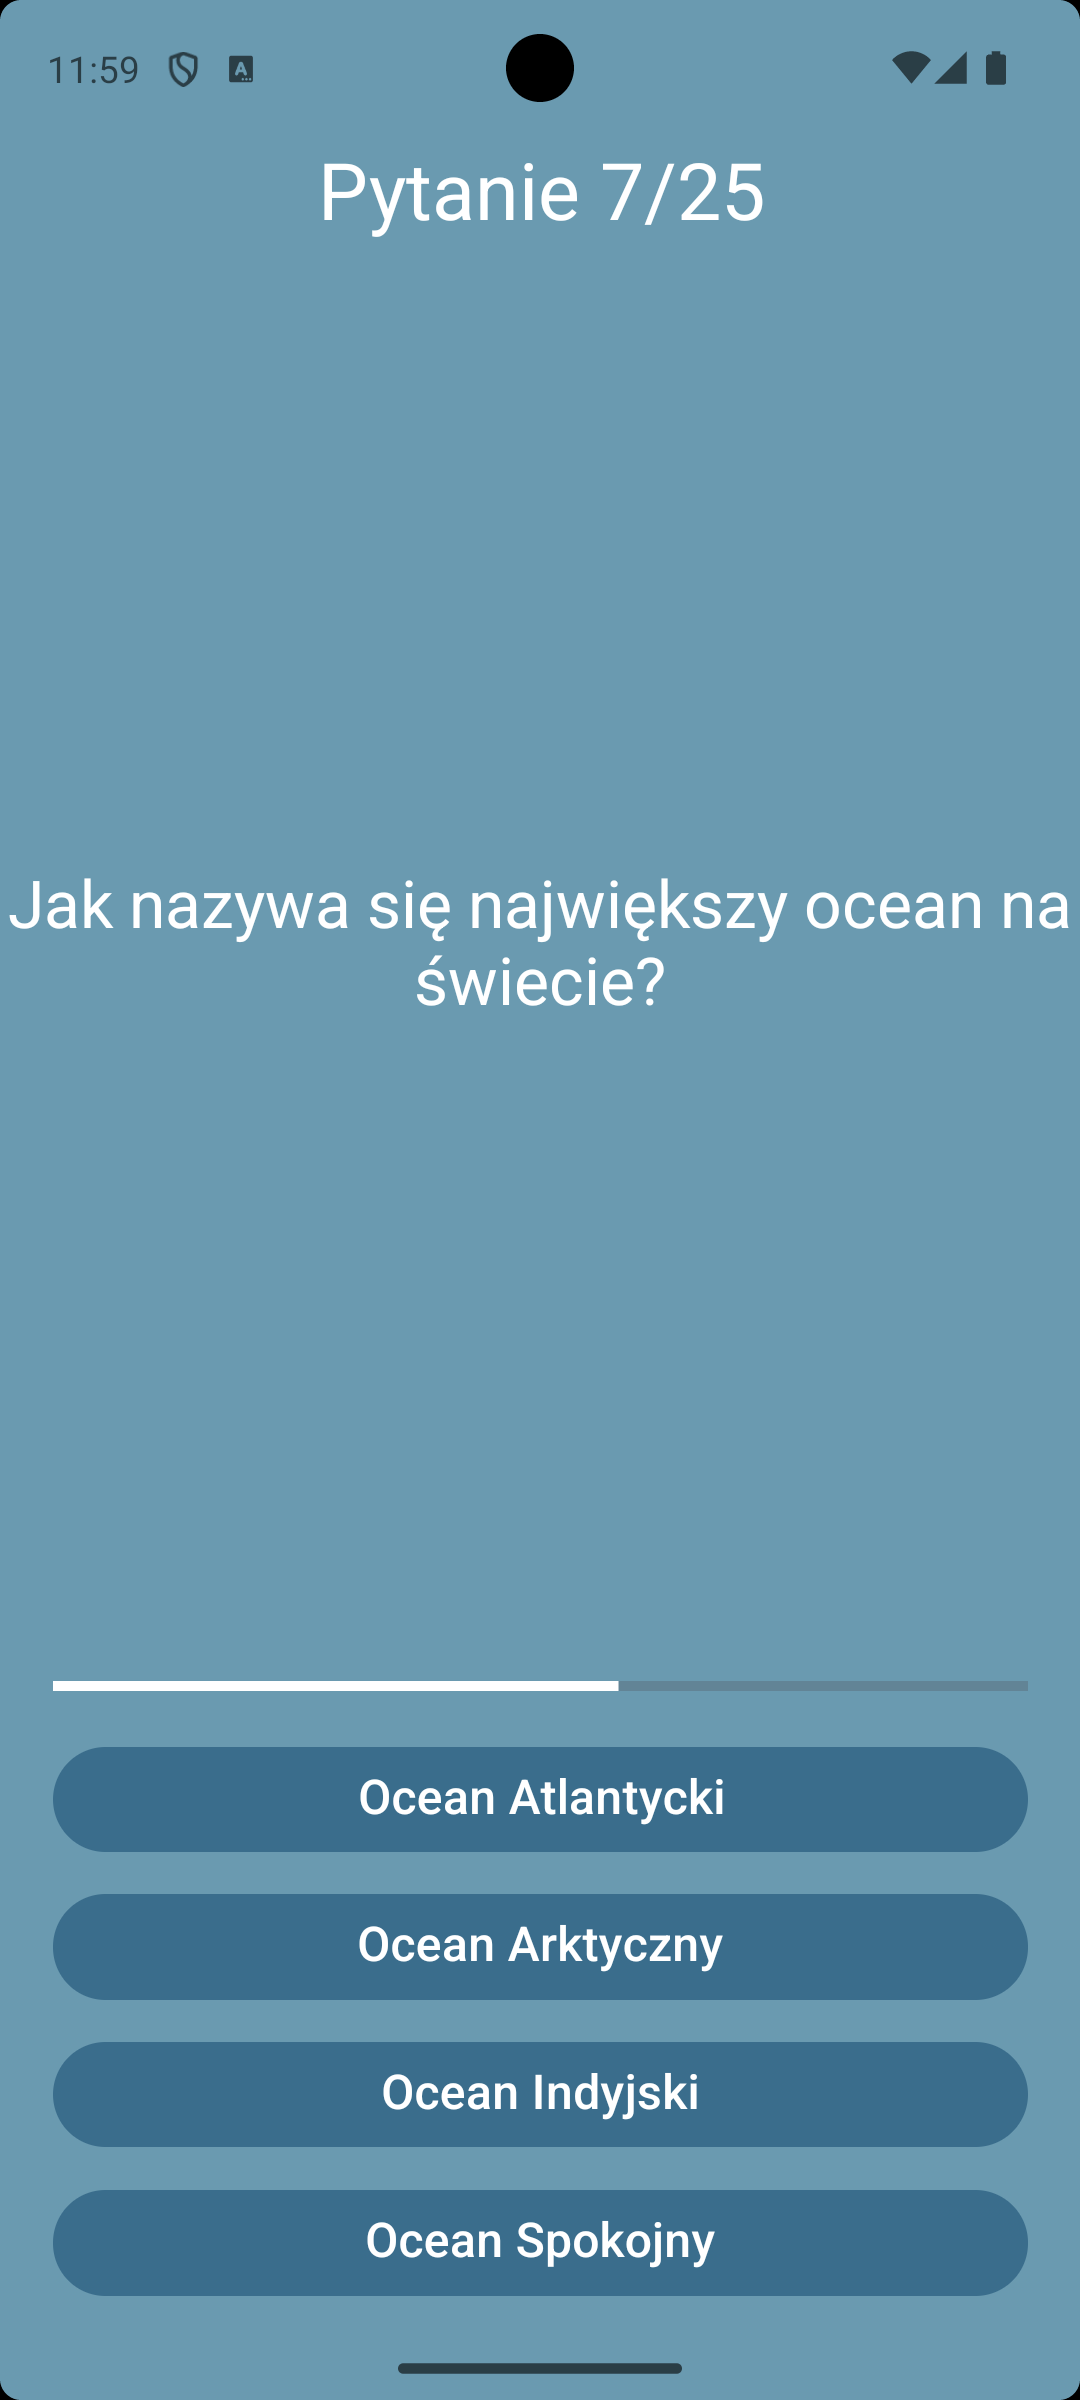 11:59
Pytanie 7/25
Jak nazywa się największy ocean na
świecie?
Ocean Atlantycki
Ocean Arktyczny
Ocean Indyjski
Ocean Spokojny